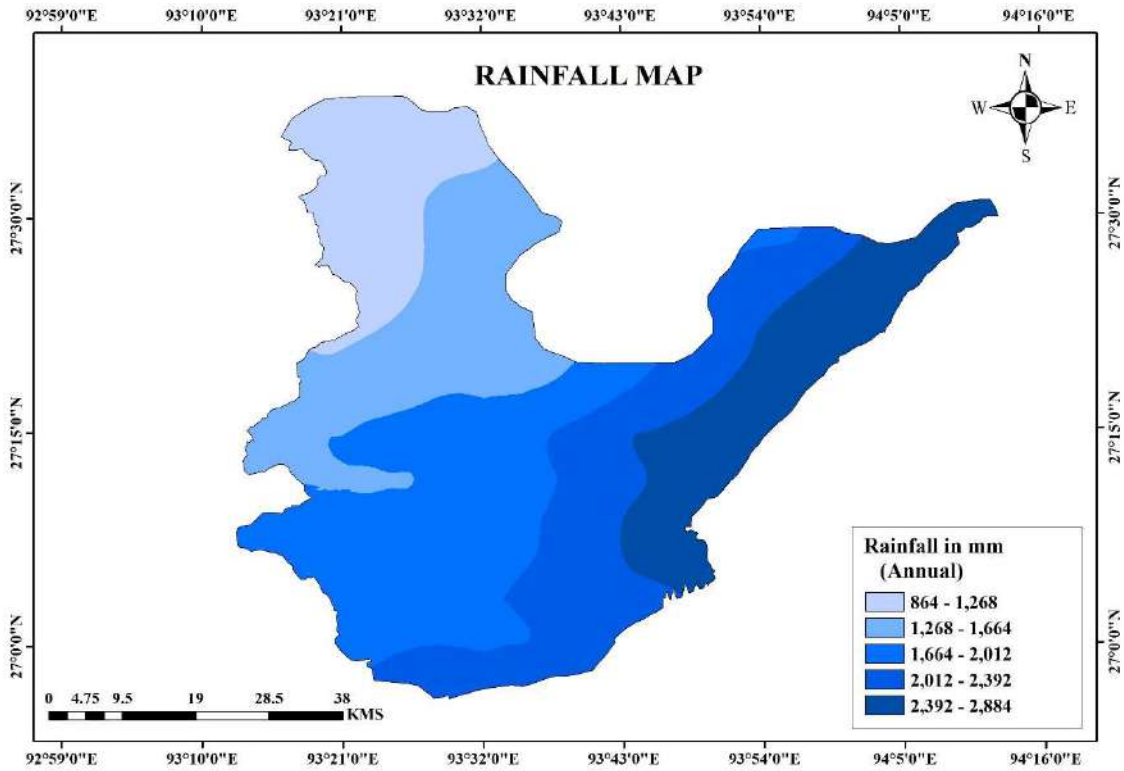 92°59'0"E 93°10'0"E 93°21'0"E 93°32'0"E 93°43'0"E 93°54'0"E 94°5'0"E 94°16'0"E
RAINFALL MAP
N
W E
S
27°30'0"N 27°30'0"N
27°15'0"N 27°15'0"N
27°0'0"N 27°0'0"N
Rainfall in mm
(Annual)
864 - 1,268
1,268 - 1,664
1,664 - 2,012
2,012 - 2,392
2,392 - 2,884
0 4.75 9.5 19 28.5 38
KMS
92°59'0"E 93°10'0"E 93°21'0"E 93°32'0"E 93°43'0"E 93°54'0"E 94°5'0"E 94°16'0"E